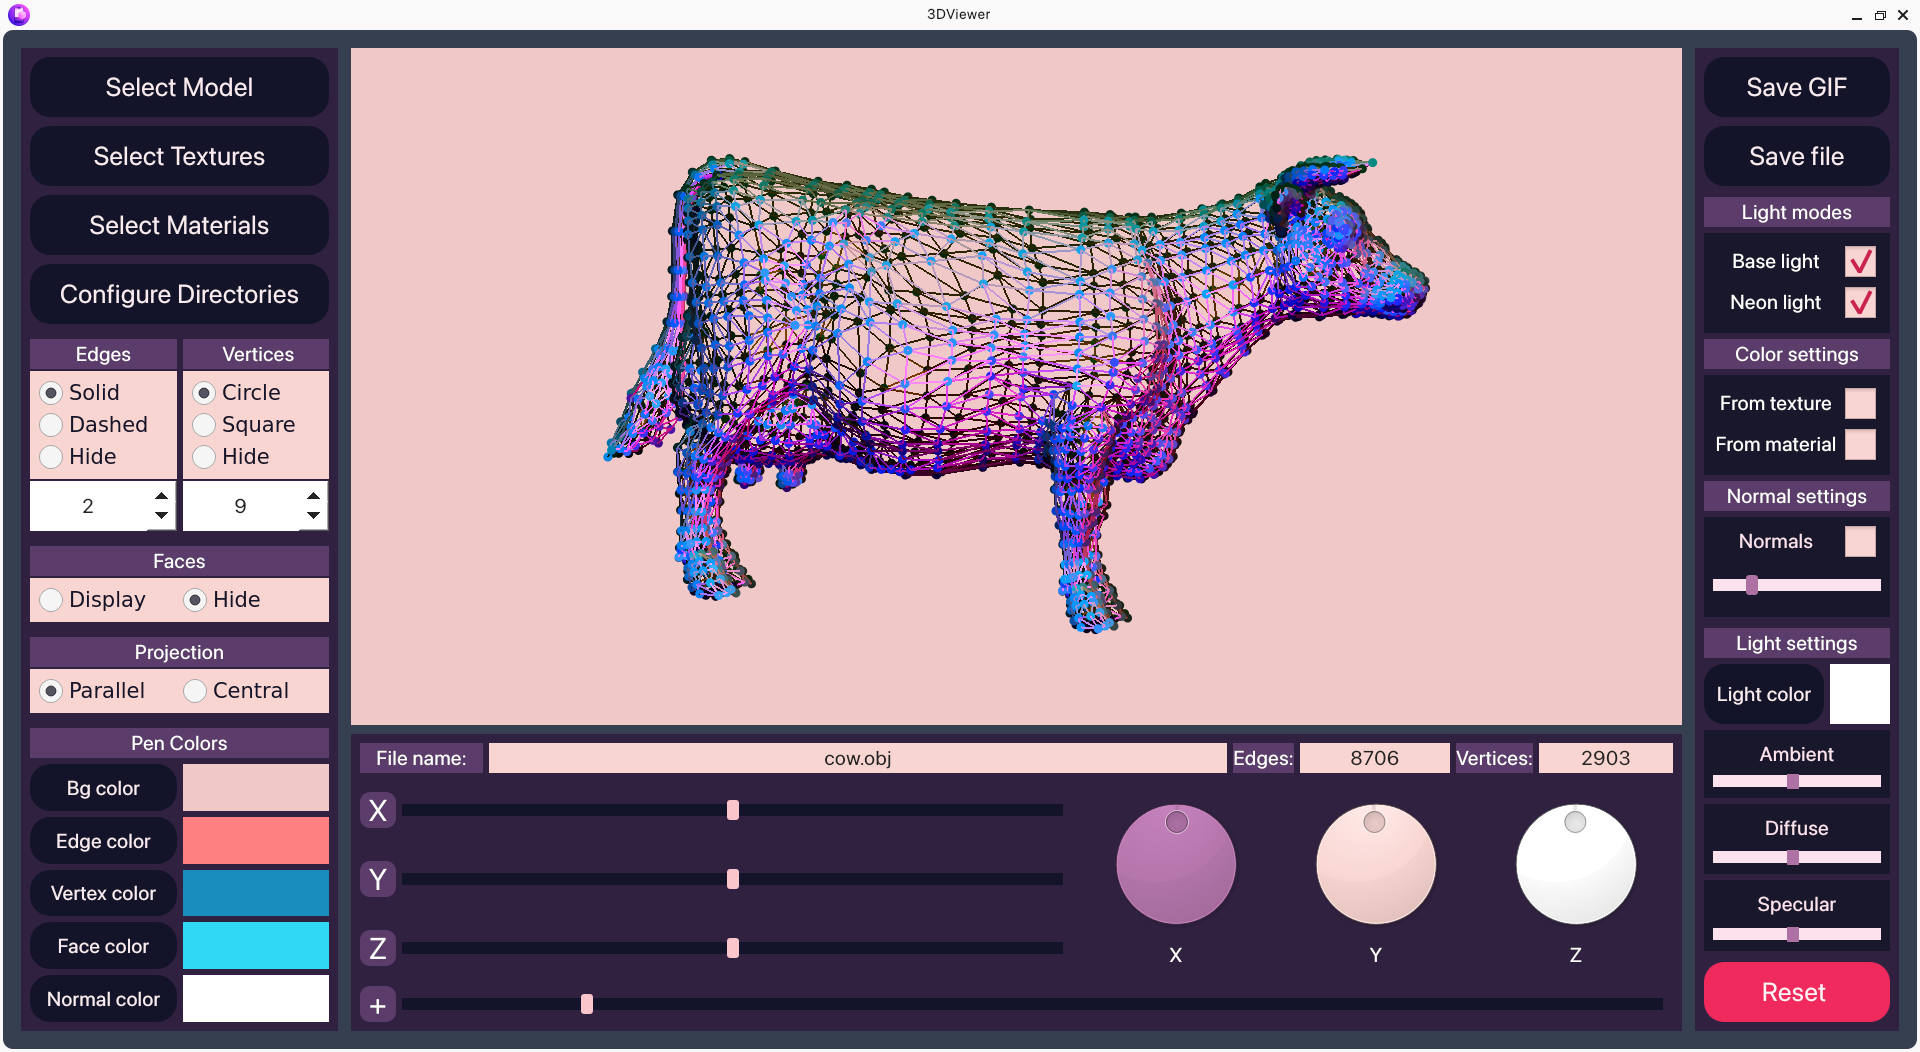 3DViewer
Select Model
Select Textures
Select Materials
Configure Directories
Edges Vertices
Solid Circle
Dashed Square
Hide Hide
2 9
Faces
Display Hide
Projection
Parallel Central
Pen Colors
Bg color
Edge color
Vertex color
Face color
Normal color
File name: cow.obj Edges: 8706 Vertices: 2903
X
Y
Z
+
X Y Z
Save GIF
Save file
Light modes
Base light
Neon light
Color settings
From texture
From material
Normal settings
Normals
Light settings
Light color
Ambient
Diffuse
Specular
Reset